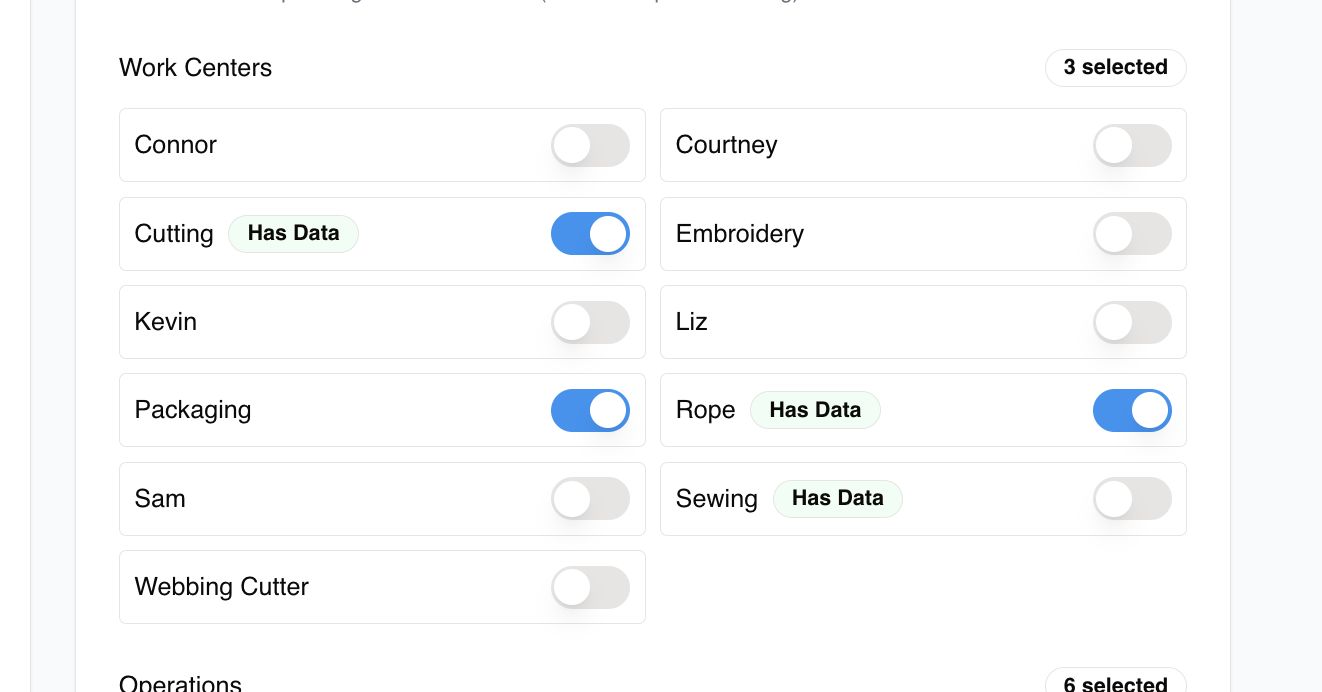 Work Centers
3 selected
Connor
Courtney
Cutting Has Data
Embroidery
Kevin
Liz
Packaging
Rope Has Data
Sam
Sewing Has Data
Webbing Cutter
Operations
6 selected